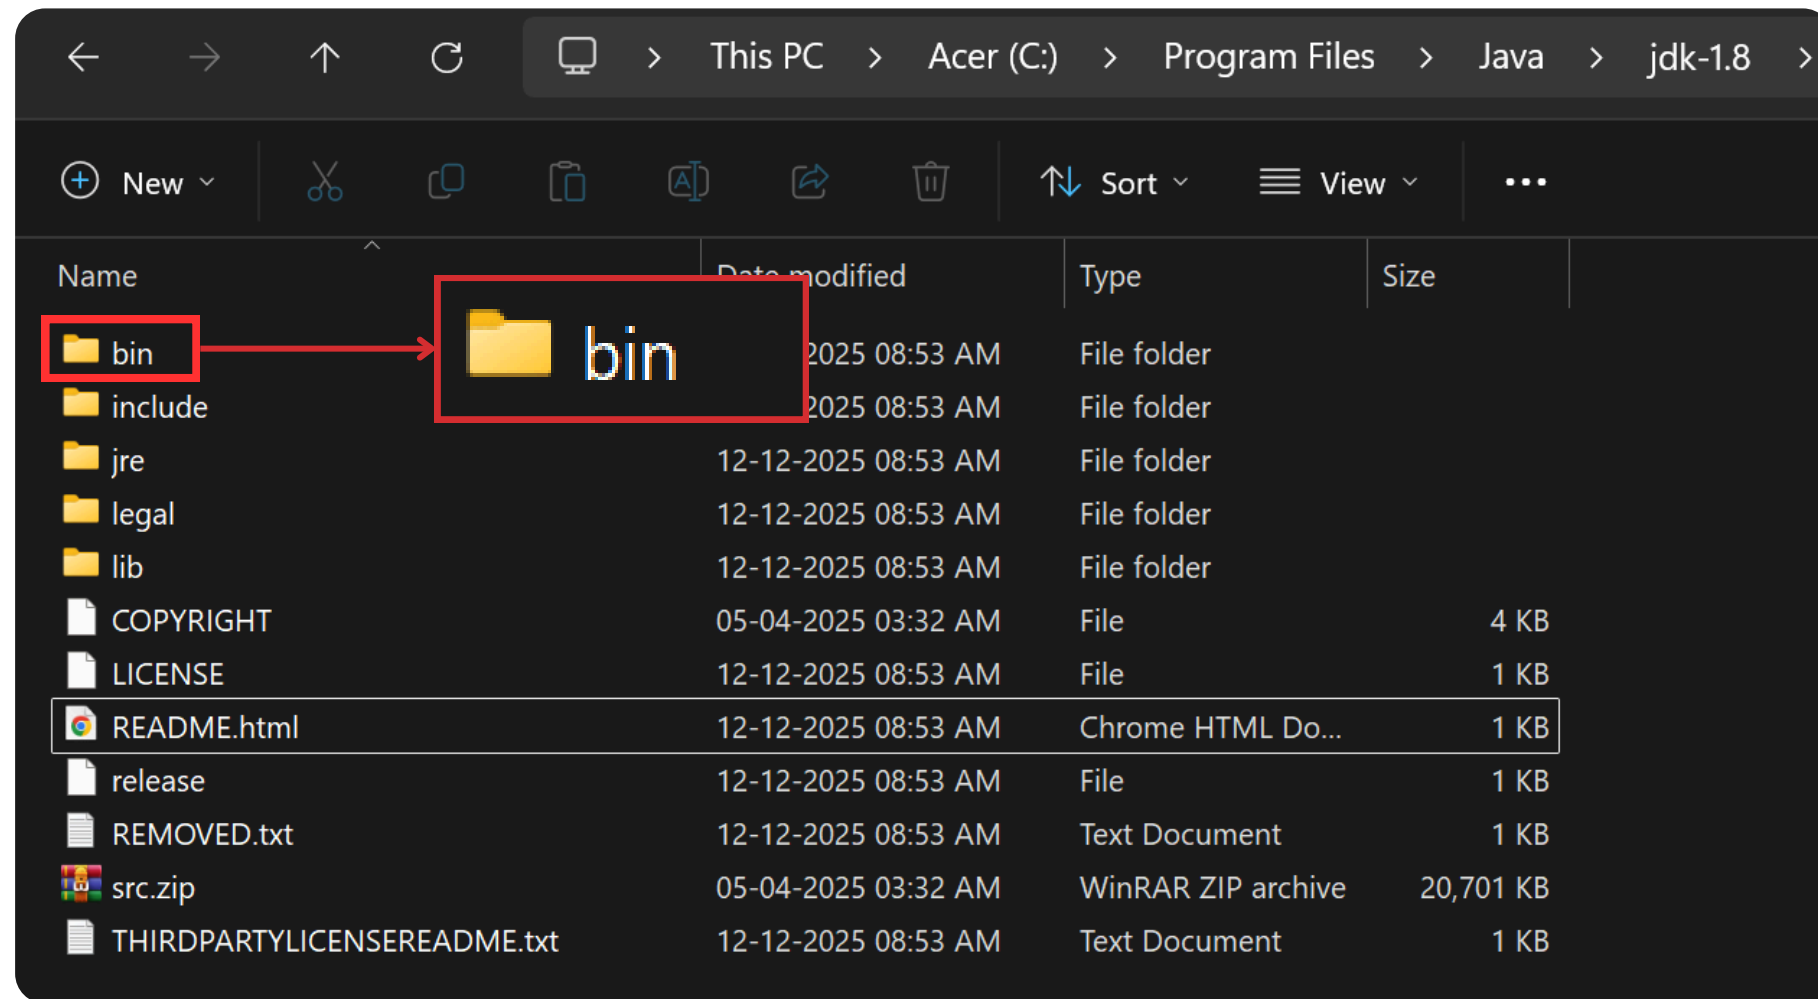 This PC > Acer (C:) > Program Files > Java > jdk-1.8 >
New Sort View
Name Date modified Type Size
bin bin 2025 08:53 AM File folder
include 2025 08:53 AM File folder
jre 12-12-2025 08:53 AM File folder
legal 12-12-2025 08:53 AM File folder
lib 12-12-2025 08:53 AM File folder
COPYRIGHT 05-04-2025 03:32 AM File 4 KB
LICENSE 12-12-2025 08:53 AM File 1 KB
README.html 12-12-2025 08:53 AM Chrome HTML Do... 1 KB
release 12-12-2025 08:53 AM File 1 KB
REMOVED.txt 12-12-2025 08:53 AM Text Document 1 KB
src.zip 05-04-2025 03:32 AM WinRAR ZIP archive 20,701 KB
THIRDPARTYLICENSEREADME.txt 12-12-2025 08:53 AM Text Document 1 KB